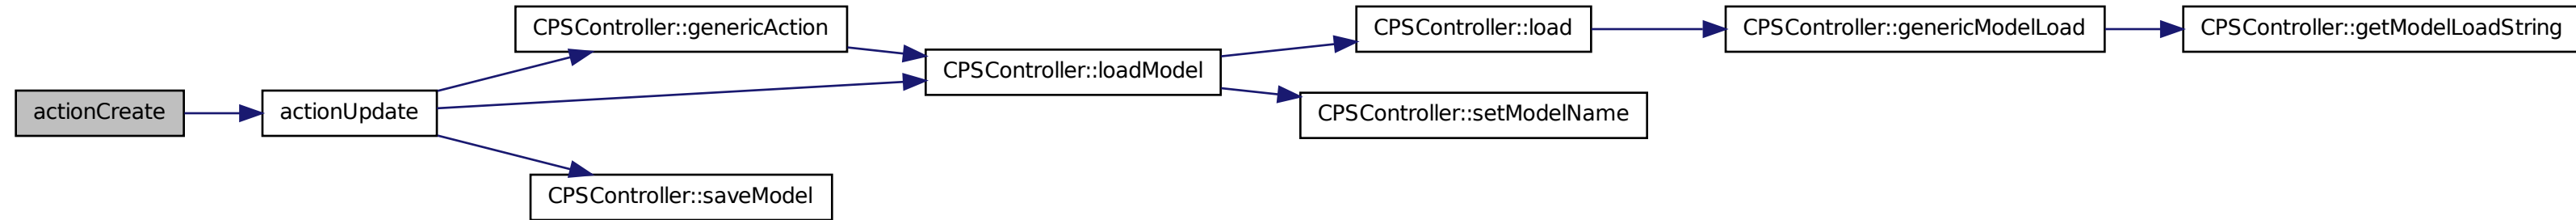 actionCreate
actionUpdate
CPSController::genericAction
CPSController::loadModel
CPSController::saveModel
CPSController::load
CPSController::setModelName
CPSController::genericModelLoad
CPSController::getModelLoadString